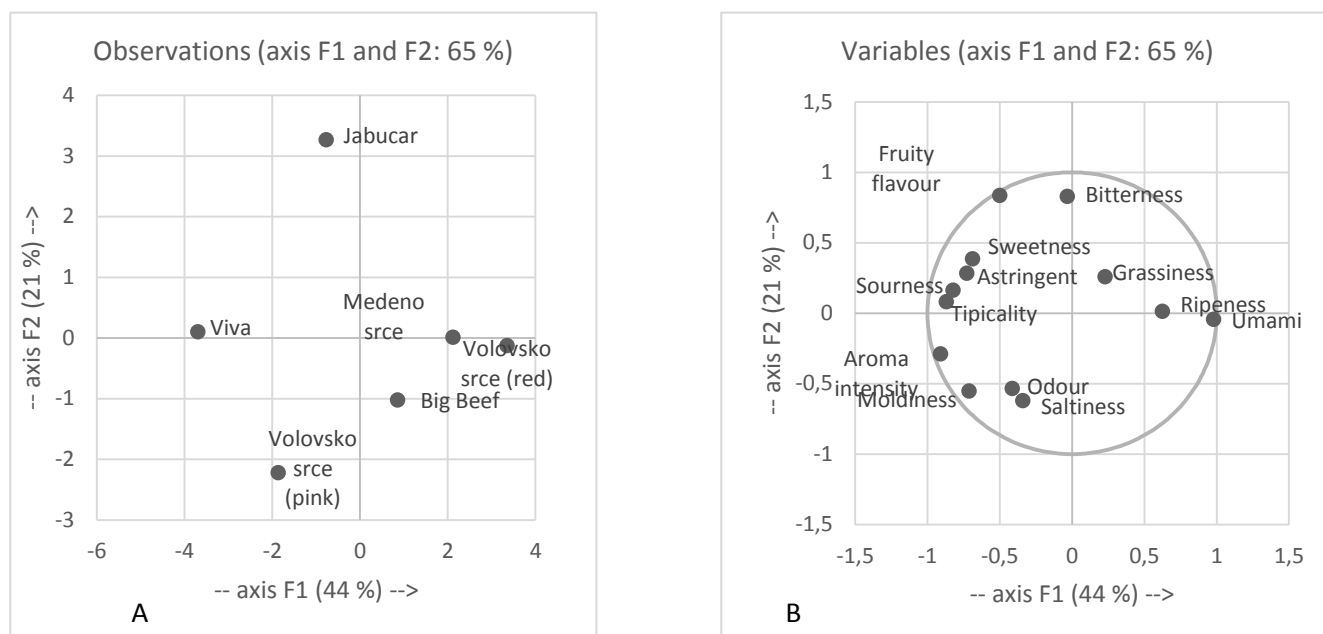 Observations (axis F1 and F2: 65 %)
4
3
2
1
0
-1
-2
-3
-- axis F2 (21 %) -->
Jabucar
Viva
Medeno
srce
Volovsko
srce (red)
Big Beef
Volovsko
srce
(pink)
-6
-4
-2
0
2
4
-- axis F1 (44 %) -->
A
Variables (axis F1 and F2: 65 %)
1,5
1
0,5
0
-0,5
-1
-1,5
-- axis F2 (21 %) -->
Fruity
flavour
Bitterness
Sweetness
Astringent
Grassiness
Sourness
Tipicality
Ripeness
Umami
Aroma
intensity
Moldiness
Odour
Saltiness
-1,5
-1
-0,5
0
0,5
1
1,5
-- axis F1 (44 %) -->
B